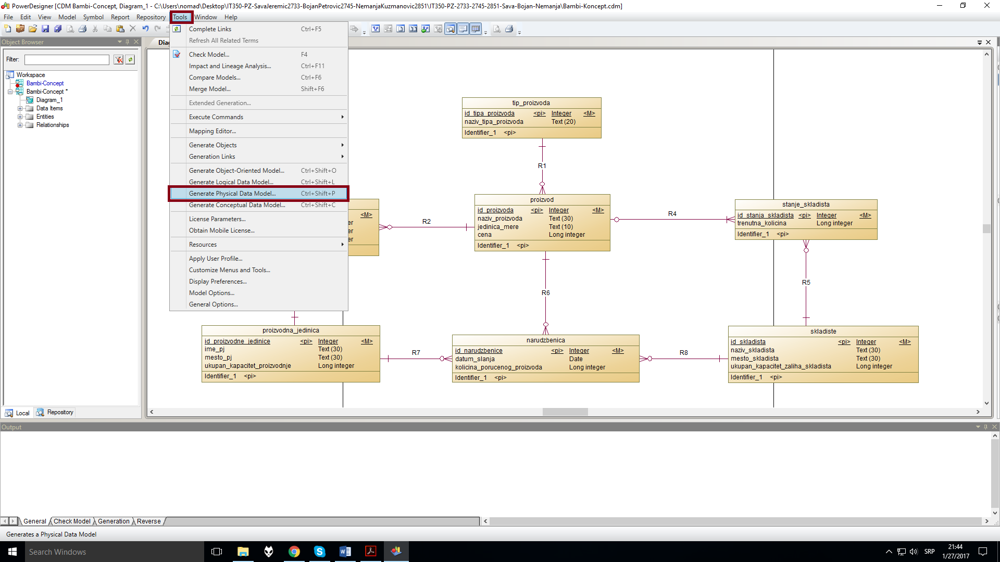 PowerDesigner [CDM Bambi-Concept, Diagram_1 - C:\Users\nomad\Desktop\IT350-PZ-SavaJeremic2733-BojanPetrovic2745-NemanjaKuzmanovic2851\IT350-PZ-2733-2745-2851-Sava-Bojan-Nemanja\Bambi-Koncept.cdm]
File Edit View Model Symbol Report Repository Tools Window Help
Object Browser
Filter:
Workspace
Bambi-Concept
Bambi-Concept *
Diagram_1
Data Items
Entities
Relationships
Local Repository
Complete Links Ctrl+F5
Refresh All Related Terms
Check Model... F4
Impact and Lineage Analysis... Ctrl+F11
Compare Models... Ctrl+F6
Merge Model... Shift+F6
Extended Generation...
Execute Commands
Mapping Editor...
Generate Objects
Generation Links
Generate Object-Oriented Model... Ctrl+Shift+O
Generate Logical Data Model... Ctrl+Shift+L
Generate Physical Data Model... Ctrl+Shift+P
Generate Conceptual Data Model... Ctrl+Shift+C
License Parameters...
Obtain Mobile License...
Resources
Apply User Profile...
Customize Menus and Tools...
Display Preferences...
Model Options...
General Options...
tip_proizvoda
id_tipa_proizvoda <pi> Integer <M>
naziv_tipa_proizvoda Text (20)
Identifier_1 <pi>
R1
<M>
R2
proizvod
id_proizvoda <pi> Integer <M>
naziv_proizvoda Text (30)
jedinica_mere Text (10)
cena Long integer
Identifier_1 <pi>
R4
stanje_skladista
id_stanja_skladista <pi> Integer <M>
trenutna_kolicina Long integer
Identifier_1 <pi>
R5
R6
proizvodna_jedinica
id_proizvodne_jedinice <pi> Integer <M>
ime_pj Text (30)
mesto_pj Text (30)
ukupan_kapacitet_proizvodnje Long integer
Identifier_1 <pi>
R7
narudzbenica
id_narudzbenice <pi> Integer <M>
datum_slanja Date
kolicina_porucenog_proizvoda Long integer
Identifier_1 <pi>
R8
skladiste
id_skladista <pi> Integer <M>
naziv_skladista Text (30)
mesto_skladista Text (30)
ukupan_kapacitet_zaliha_skladista Long integer
Identifier_1 <pi>
Output
General Check Model Generation Reverse
Generates a Physical Data Model
Search Windows
SRP
21:44
1/27/2017